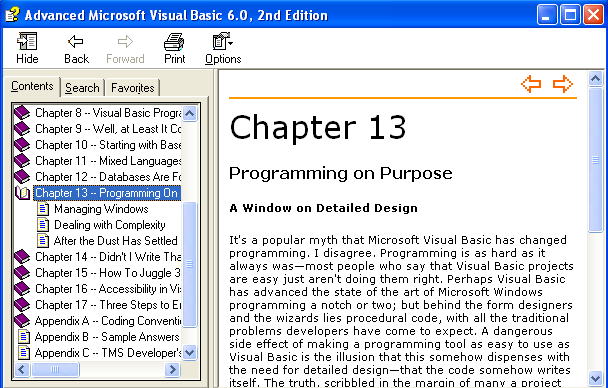 Advanced Microsoft Visual Basic 6.0, 2nd Edition
Hide Back Forward Print Options
Contents Search Favorites
Chapter 8 -- Visual Basic Progra
Chapter 9 -- Well, at Least It Co
Chapter 10 -- Starting with Base
Chapter 11 -- Mixed Languages
Chapter 12 -- Databases Are Fo
Chapter 13 -- Programming On
Managing Windows
Dealing with Complexity
After the Dust Has Settled
Chapter 14 -- Didn't I Write Tha
Chapter 15 -- How To Juggle 3
Chapter 16 -- Accessibility in Vis
Chapter 17 -- Three Steps to Er
Appendix A -- Coding Conventio
Appendix B -- Sample Answers
Appendix C -- TMS Developer's
Chapter 13
Programming on Purpose
A Window on Detailed Design
It's a popular myth that Microsoft Visual Basic has changed
programming. I disagree. Programming is as hard as it
always was—most people who say that Visual Basic projects
are easy just aren't doing them right. Perhaps Visual Basic
has advanced the state of the art of Microsoft Windows
programming a notch or two; but behind the form designers
and the wizards lies procedural code, with all the traditional
problems developers have come to expect. A dangerous
side effect of making a programming tool as easy to use as
Visual Basic is the illusion that this somehow dispenses with
the need for detailed design—that the code somehow writes
itself. The truth, scribbled in the margin of many a project